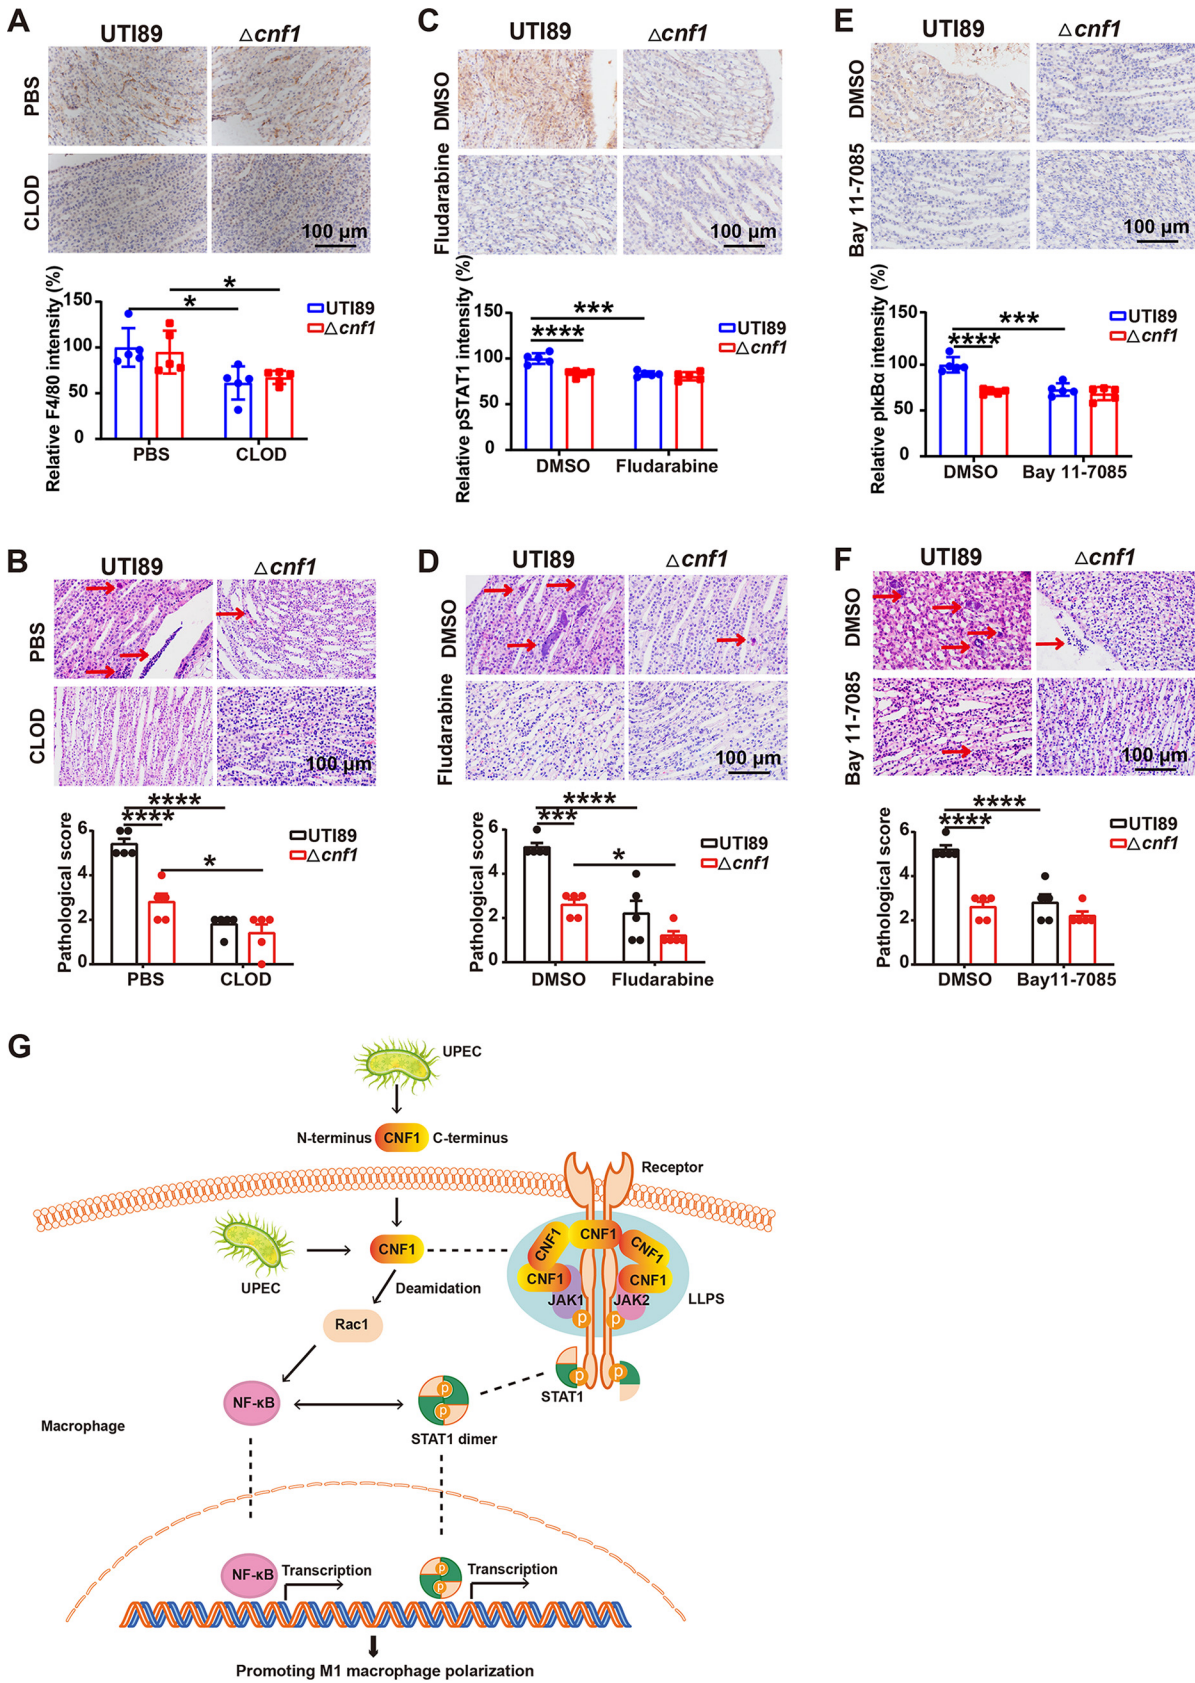 A
UTI89
△cnf1
PBS
CLOD
100 μm
Relative F4/80 intensity (%)
150
100
50
0
*
*
UTI89
△cnf1
PBS
CLOD
C
UTI89
△cnf1
DMSO
Fludarabine
100 μm
Relative pSTAT1 intensity (%)
150
100
50
0
***
****
UTI89
△cnf1
DMSO
Fludarabine
E
UTI89
△cnf1
DMSO
Bay 11-7085
100 μm
Relative pIκBα intensity (%)
150
100
50
0
***
****
UTI89
△cnf1
DMSO
Bay 11-7085
B
UTI89
△cnf1
PBS
CLOD
100 μm
Pathological score
6
4
2
0
****
****
*
UTI89
△cnf1
PBS
CLOD
D
UTI89
△cnf1
DMSO
Fludarabine
100 μm
Pathological score
6
4
2
0
****
***
*
UTI89
△cnf1
DMSO
Fludarabine
F
UTI89
△cnf1
DMSO
Bay 11-7085
100 μm
Pathological score
6
4
2
0
****
****
UTI89
△cnf1
DMSO
Bay11-7085
G
UPEC
N-terminus
CNF1
C-terminus
Receptor
UPEC
CNF1
CNF1
CNF1
CNF1
CNF1
CNF1
JAK1
JAK2
p
p
LLPS
Deamidation
Rac1
STAT1
p
p
NF-κB
p
p
STAT1 dimer
Macrophage
NF-κB
Transcription
p
p
Transcription
Promoting M1 macrophage polarization